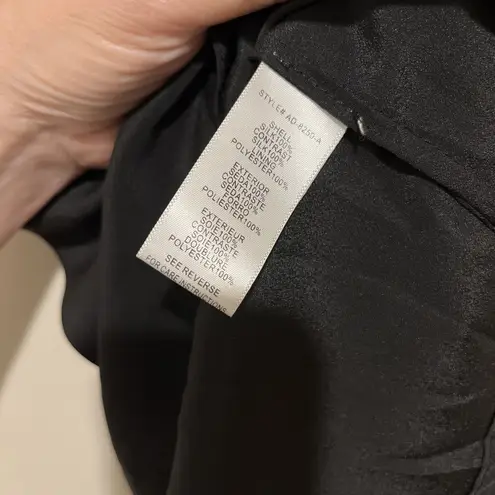 STYLE# AD-8250-A
SHELL
SILK100%
CONTRAST
SILK100%
LINING
POLYESTER100%
EXTERIOR
SEDA100%
CONTRASTE
SEDA100%
FORRO
POLIESTER100%
EXTERIEUR
SOIE100%
CONTRASTE
SOIE100%
DOUBLURE
POLYESTER100%
SEE REVERSE
FOR CARE INSTRUCTIONS